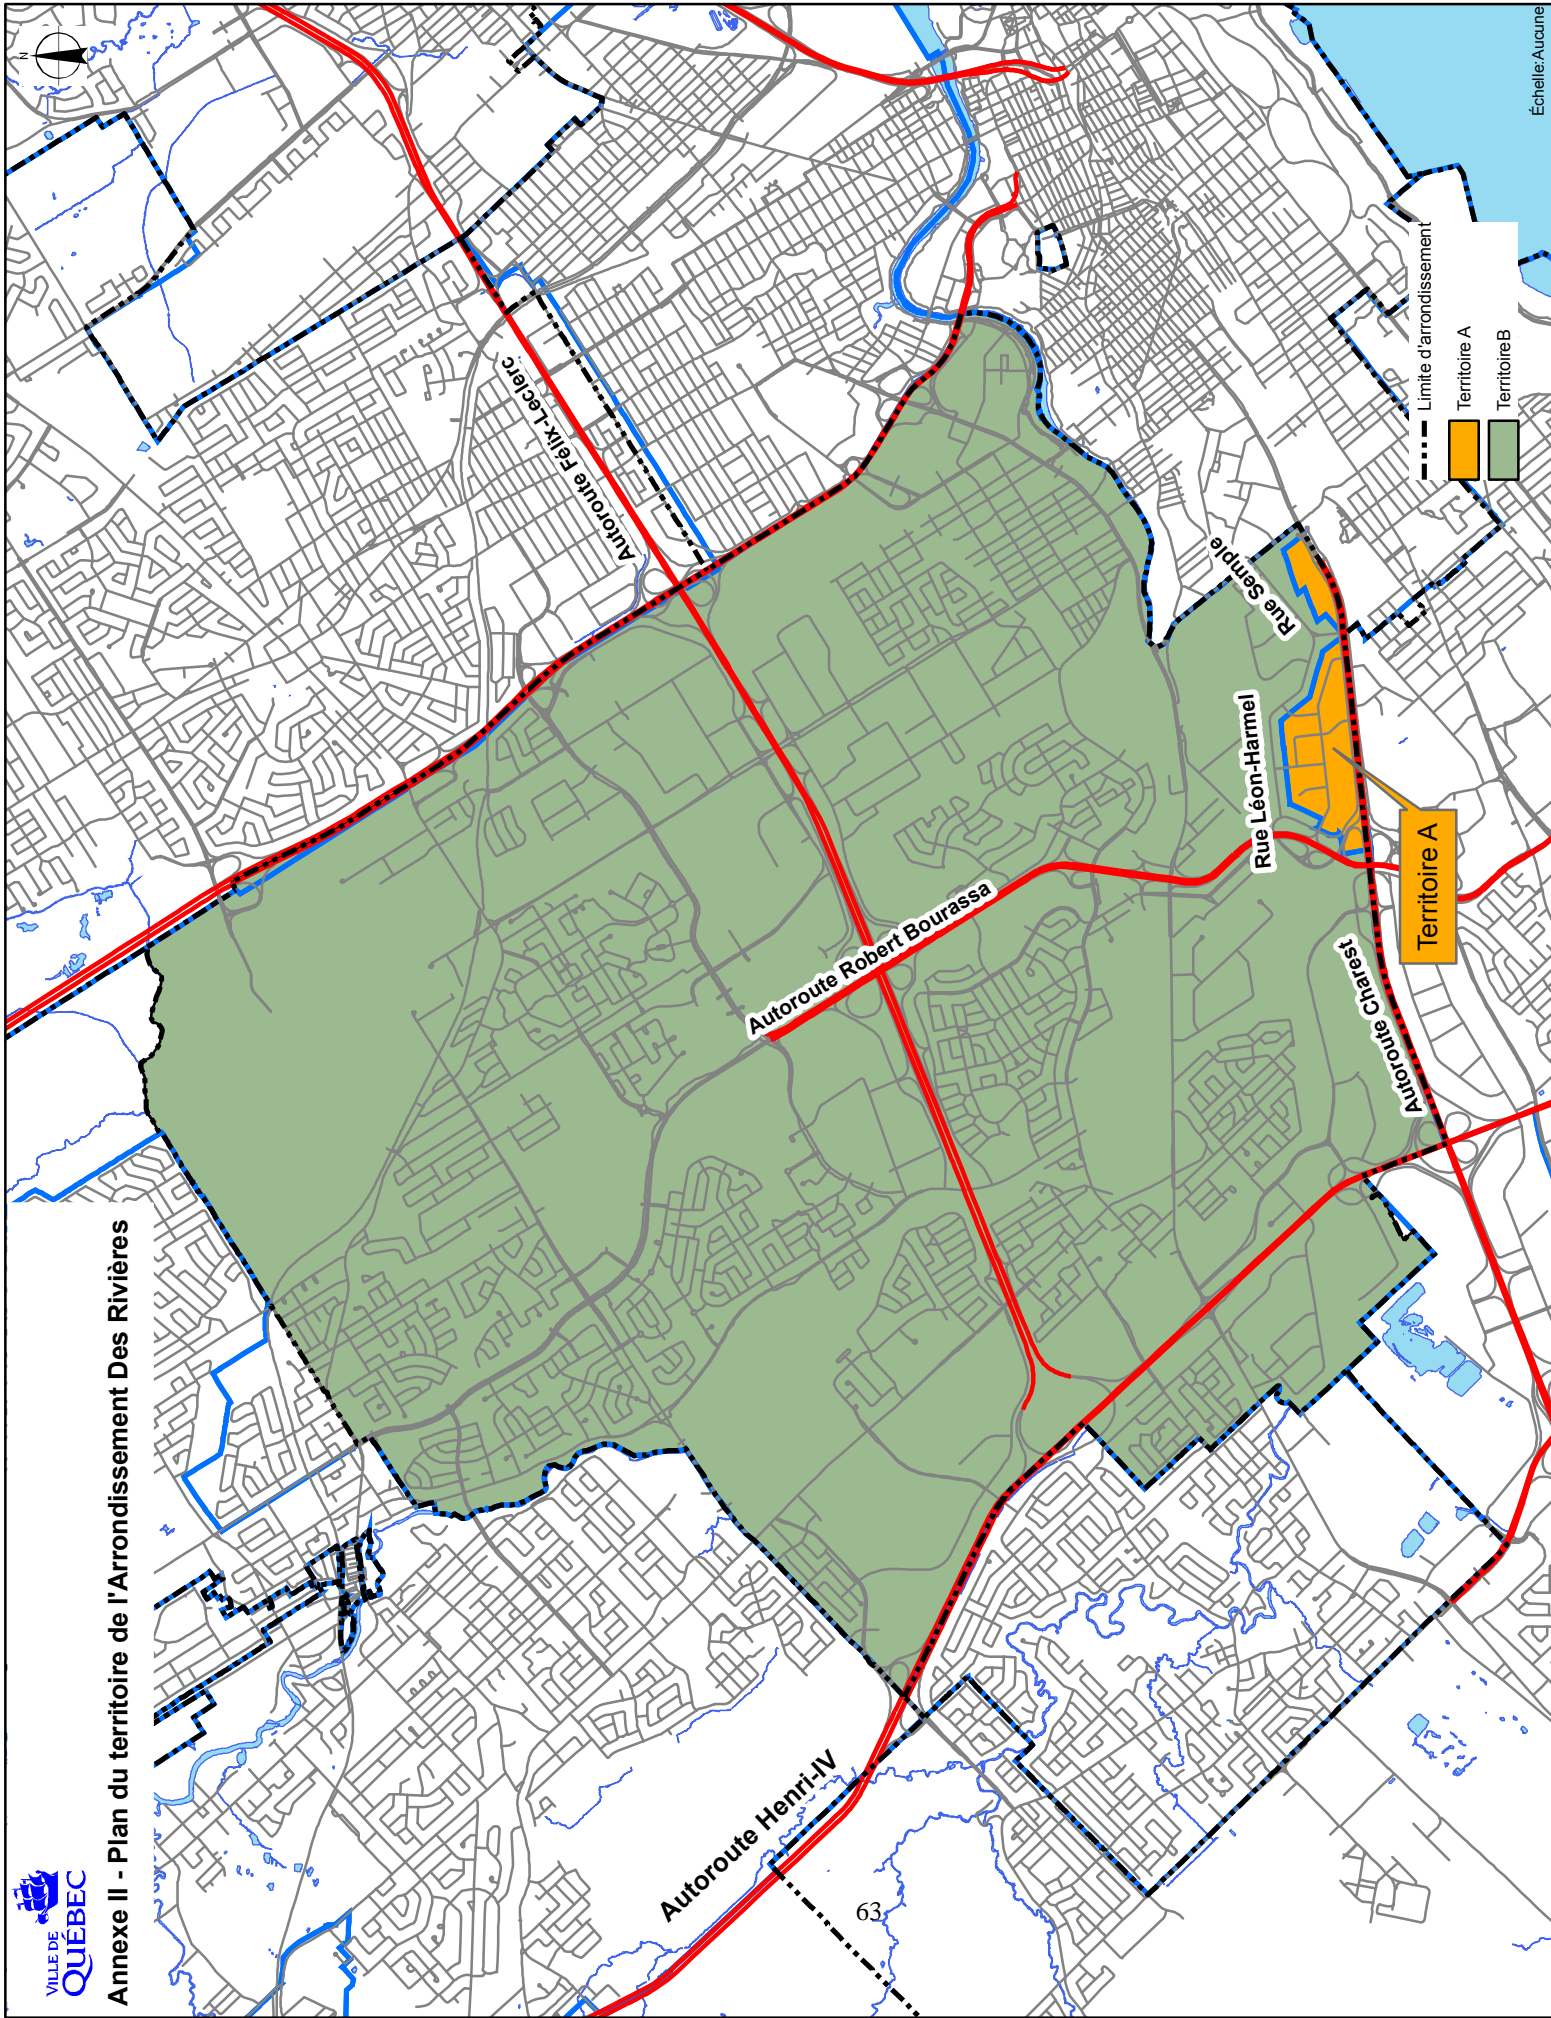 VILLE DE
QUÉBEC
Annexe II - Plan du territoire de l'Arrondissement Des Rivières
N
Autoroute Félix-Leclerc
Autoroute Robert Bourassa
Autoroute Henri-IV
Rue Semple
Rue Léon-Harmel
Autoroute Charest
Territoire A
Limite d'arrondissement
Territoire A
Territoire B
Échelle:Aucune
63